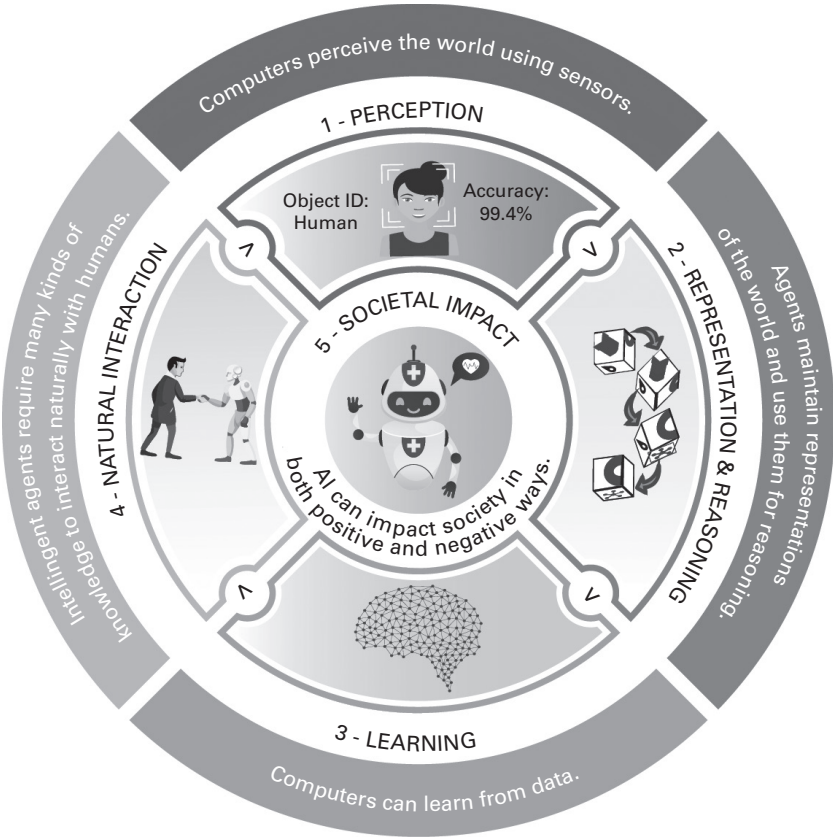 Computers perceive the world using sensors.
1 - PERCEPTION
Object ID:
Human
Accuracy:
99.4%
Agents maintain representations
of the world and use them for reasoning.
2 - REPRESENTATION & REASONING
3 - LEARNING
Computers can learn from data.
Intellingent agents require many kinds of
knowledge to interact naturally with humans.
4 - NATURAL INTERACTION
5 - SOCIETAL IMPACT
AI can impact society in
both positive and negative ways.